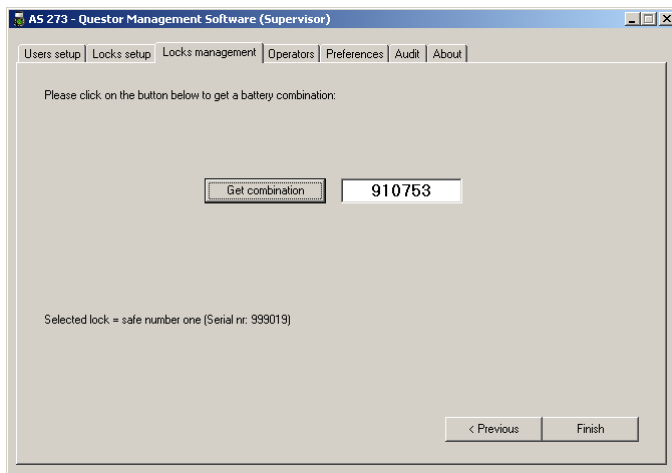 AS 273 - Questor Management Software (Supervisor)
Users setup Locks setup Locks management Operators Preferences Audit About
Please click on the button below to get a battery combination:
Get combination 910753
Selected lock = safe number one (Serial nr: 999019)
< Previous Finish